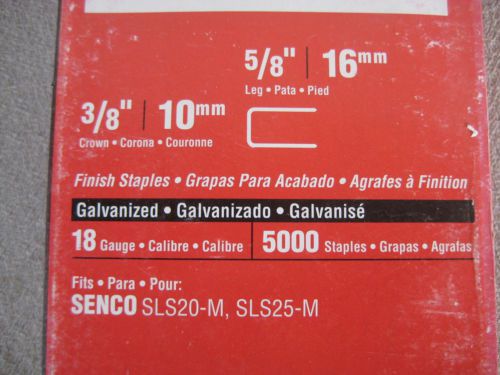 5/8" | 16mm
Leg • Pata • Pied
3/8" | 10mm
Crown • Corona • Couronne
Finish Staples • Grapas Para Acabado • Agrafes à Finition
Galvanized • Galvanizado • Galvanisé
18 Gauge • Calibre • Calibre | 5000 Staples • Grapas • Agrafas
Fits • Para • Pour:
SENCO SLS20-M, SLS25-M